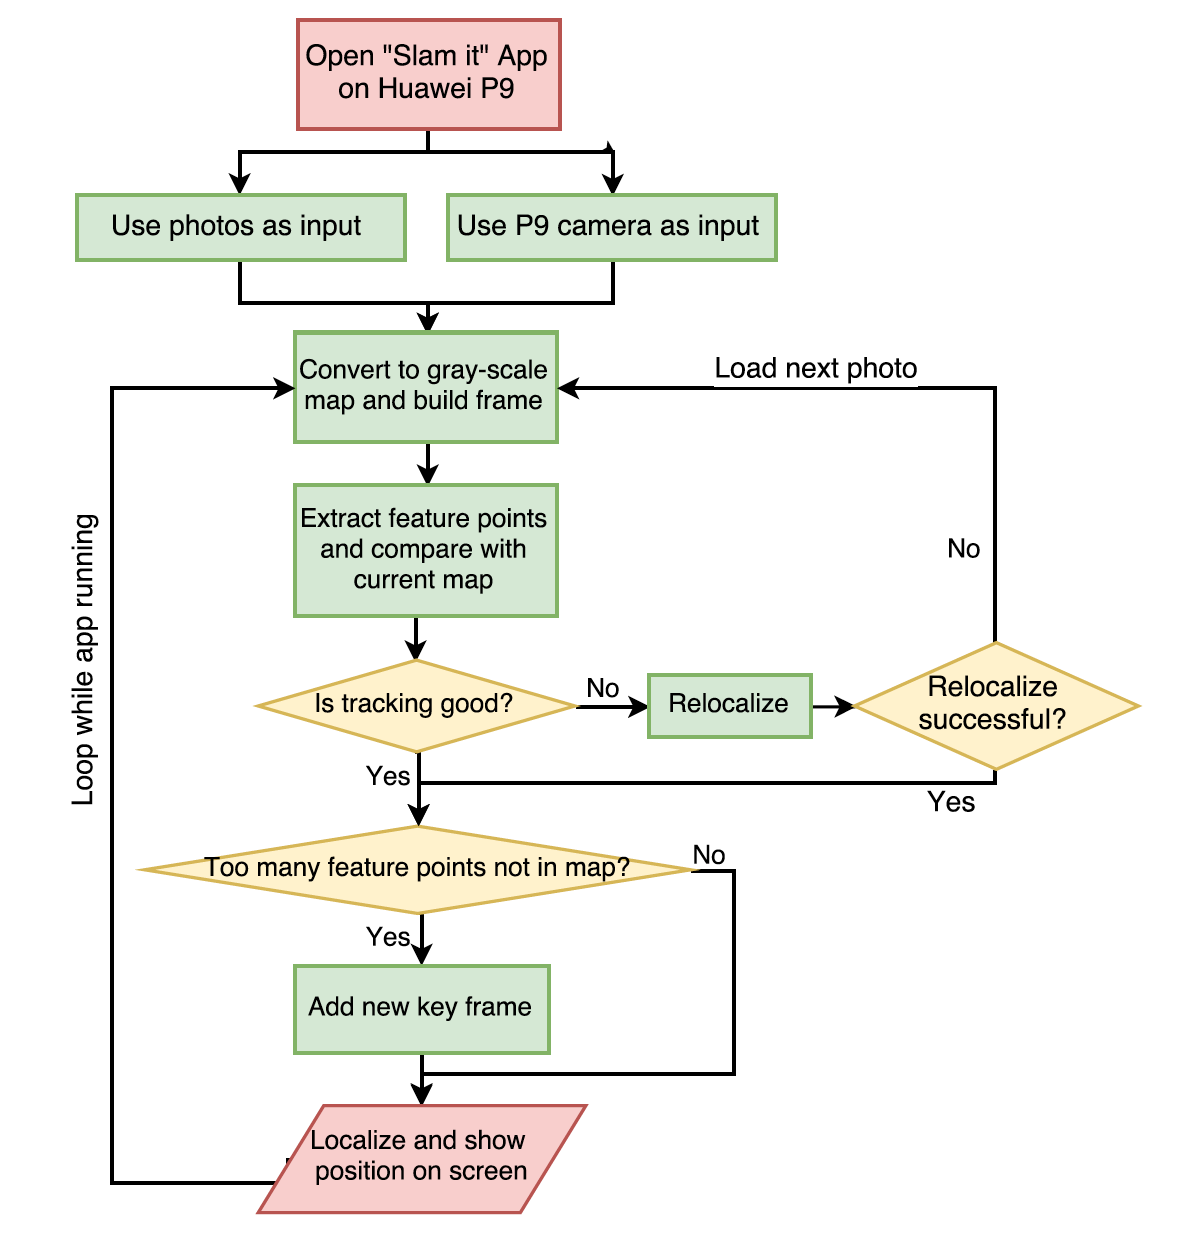 Open "Slam it" App
on Huawei P9
Use photos as input
Use P9 camera as input
Convert to gray-scale
map and build frame
Load next photo
Extract feature points
and compare with
current map
No
Loop while app running
Is tracking good?
No
Relocalize
Relocalize
successful?
Yes
Yes
Too many feature points not in map?
No
Yes
Add new key frame
Localize and show
position on screen